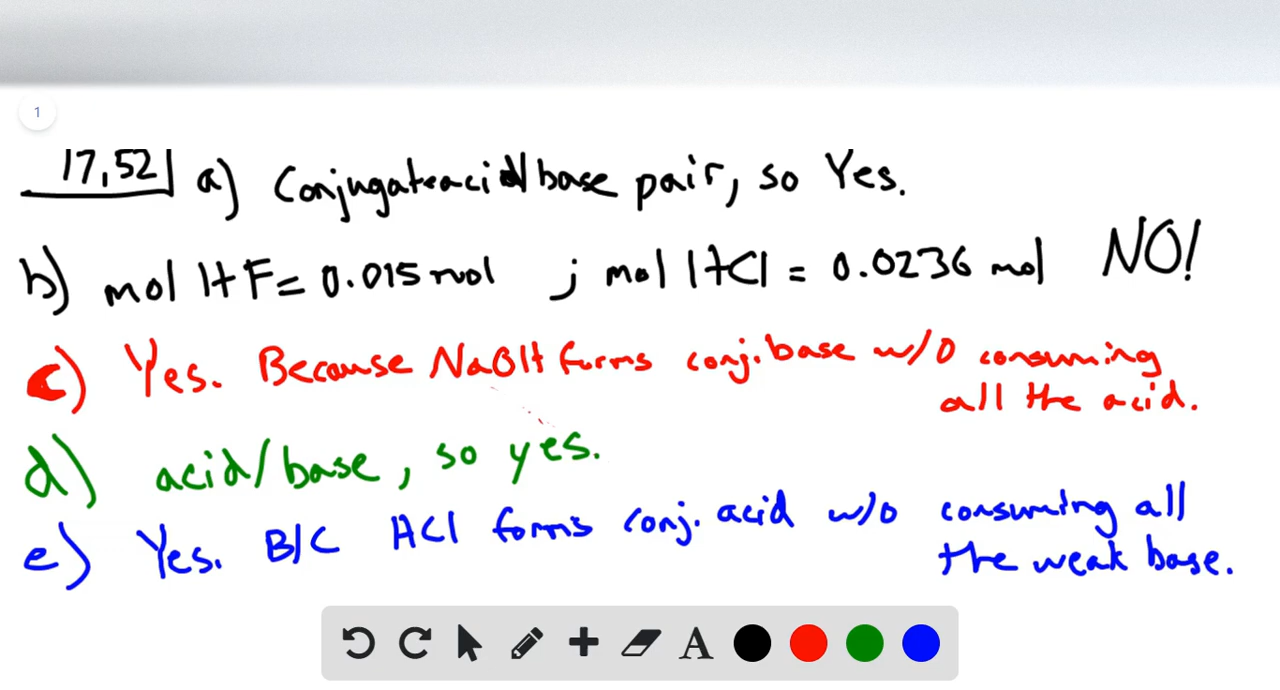 1
17,52 a) Conjugate acid base pair, so Yes.
b) mol HF = 0.015 mol ; mol HCl = 0.0236 mol NO!
c) Yes. Because NaOH forms conj. base w/o consuming
all the acid.
d) acid/base, so yes.
e) Yes. B/C HCl forms conj. acid w/o consuming all
the weak base.
A